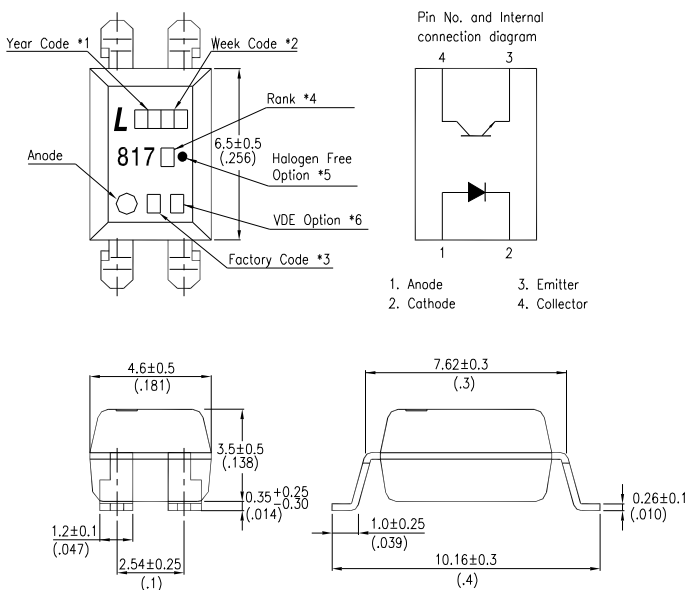 Year Code *1
Week Code *2
L
Rank *4
817
6.5±0.5
(.256)
Anode
Halogen Free
Option *5
VDE Option *6
Factory Code *3
Pin No. and Internal
connection diagram
4 3
1 2
1. Anode 3. Emitter
2. Cathode 4. Collector
4.6±0.5
(.181)
3.5±0.5
(.138)
0.35 +0.25
-0.30
(.014)
1.2±0.1
(.047)
2.54±0.25
(.1)
7.62±0.3
(.3)
0.26±0.1
(.010)
1.0±0.25
(.039)
10.16±0.3
(.4)